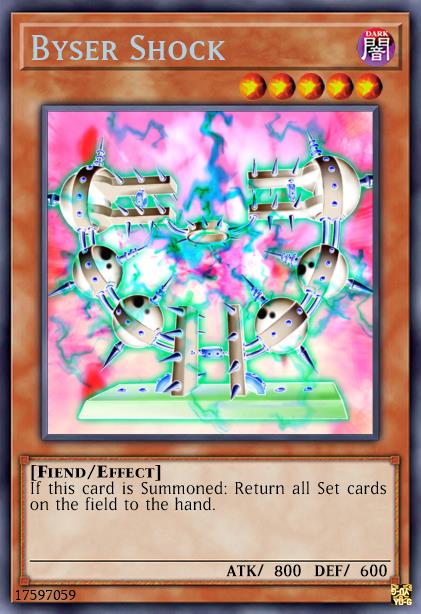 Byser Shock
DARK
闇
[Fiend/Effect]
If this card is Summoned: Return all Set cards
on the field to the hand.
ATK/ 800 DEF/ 600
17597059